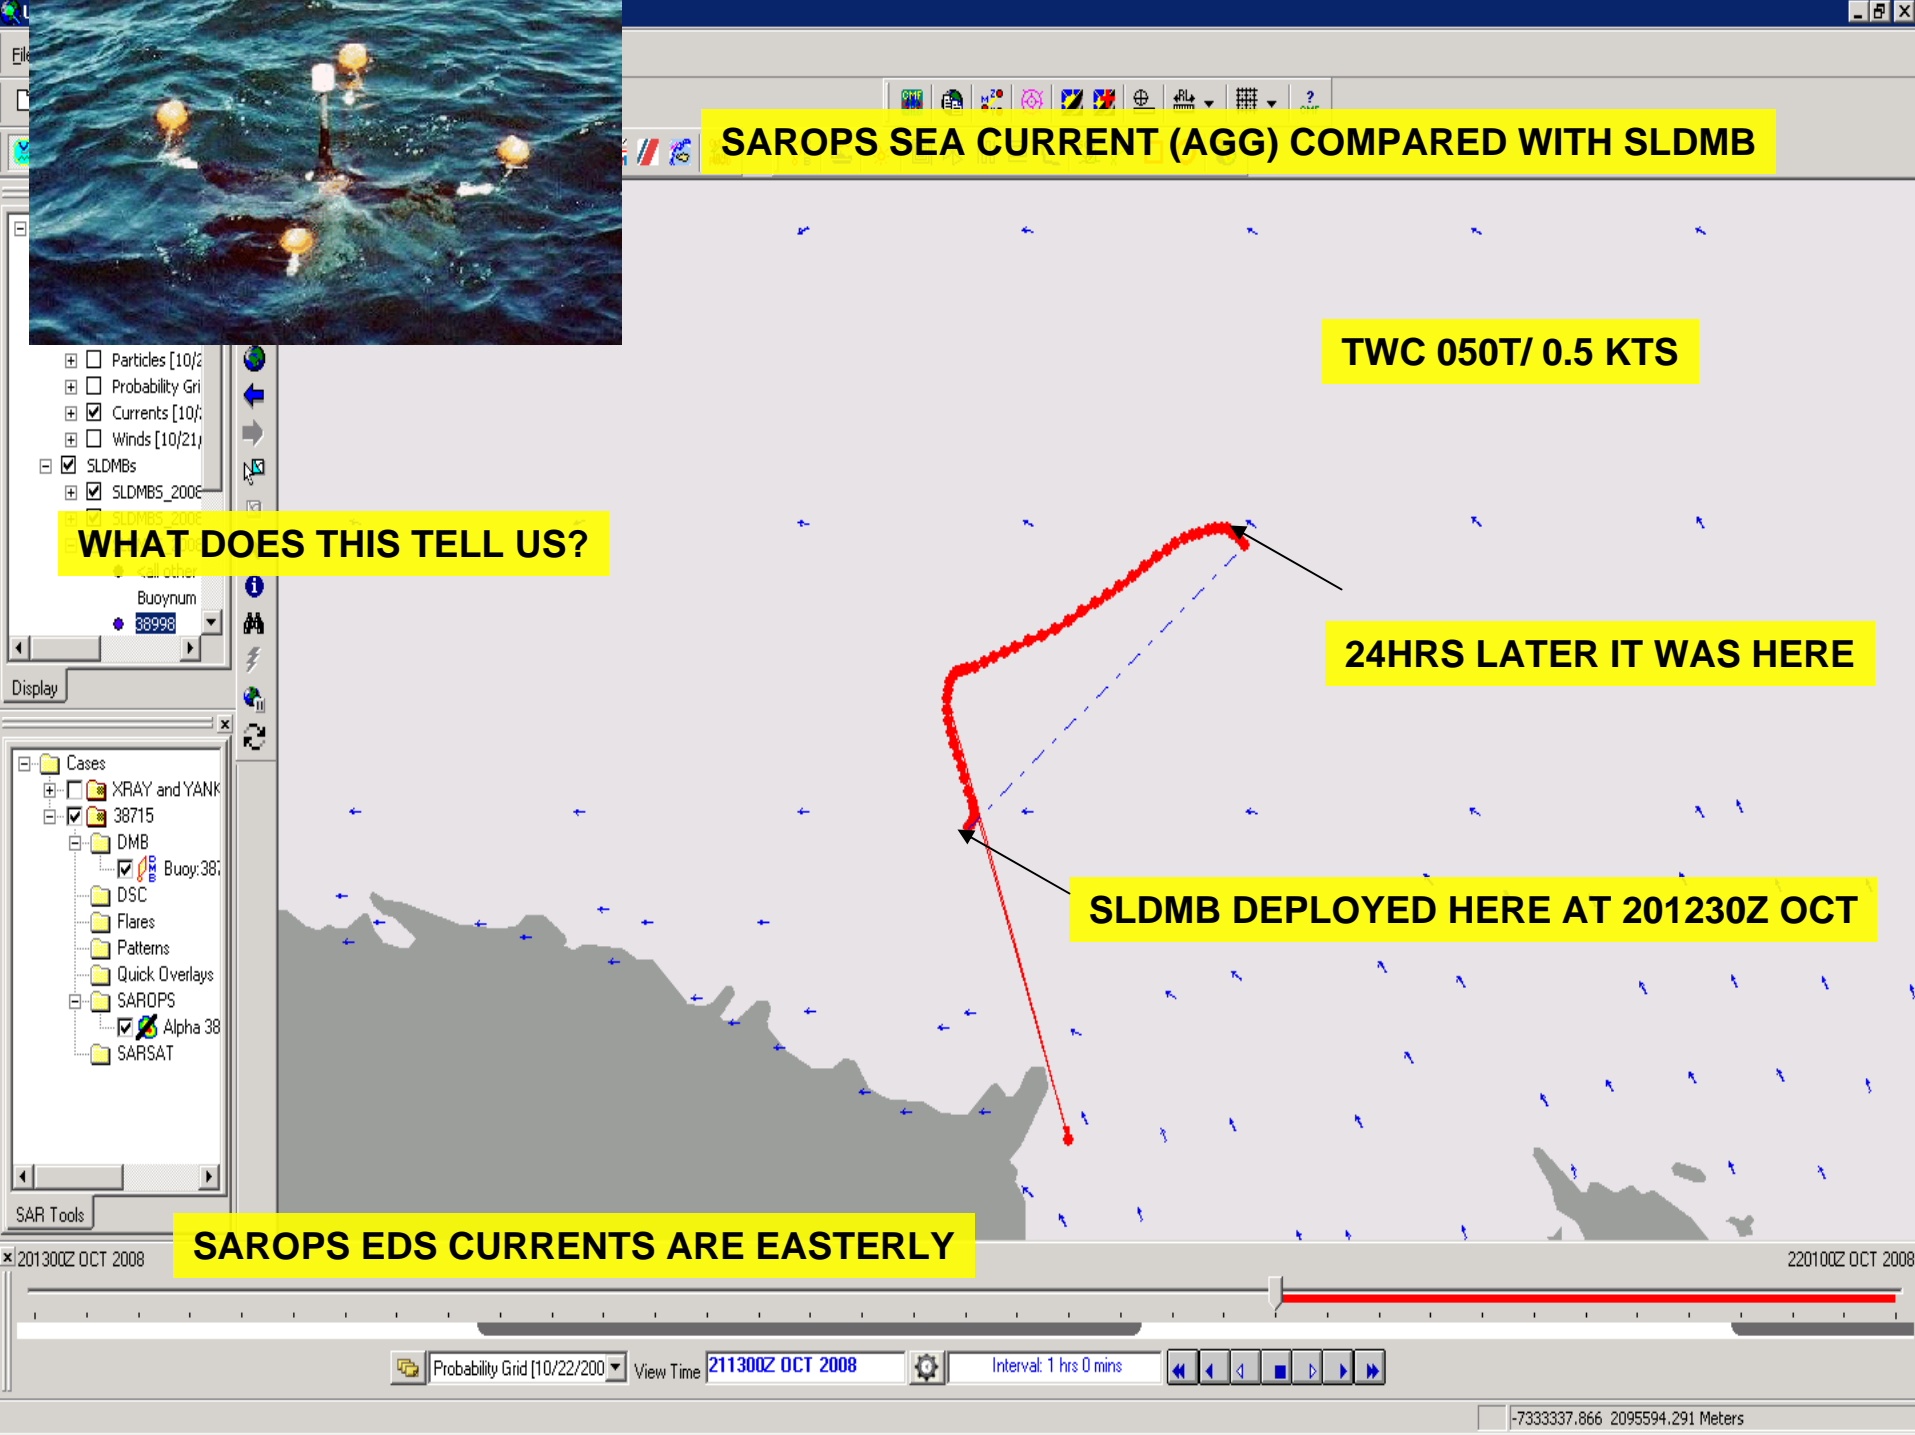 File
SAROPS SEA CURRENT (AGG) COMPARED WITH SLDMB
TWC 050T/ 0.5 KTS
Particles [10/2
Probability Gri
Currents [10/2
Winds [10/21/
SLDMBs
SLDMBS_2008
SLDMBS_2008
WHAT DOES THIS TELL US?
<all other
Buoynum
38998
Display
24HRS LATER IT WAS HERE
Cases
XRAY and YANK
38715
DMB
Buoy:387
DSC
Flares
Patterns
Quick Overlays
SAROPS
Alpha 38
SARSAT
SAR Tools
SLDMB DEPLOYED HERE AT 201230Z OCT
SAROPS EDS CURRENTS ARE EASTERLY
201300Z OCT 2008
220100Z OCT 2008
Probability Grid [10/22/200
View Time
211300Z OCT 2008
Interval: 1 hrs 0 mins
-7333337.866 2095594.291 Meters